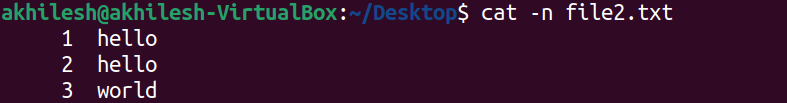 akhilesh@akhilesh-VirtualBox:~/Desktop$ cat -n file2.txt
     1  hello
     2  hello
     3  world